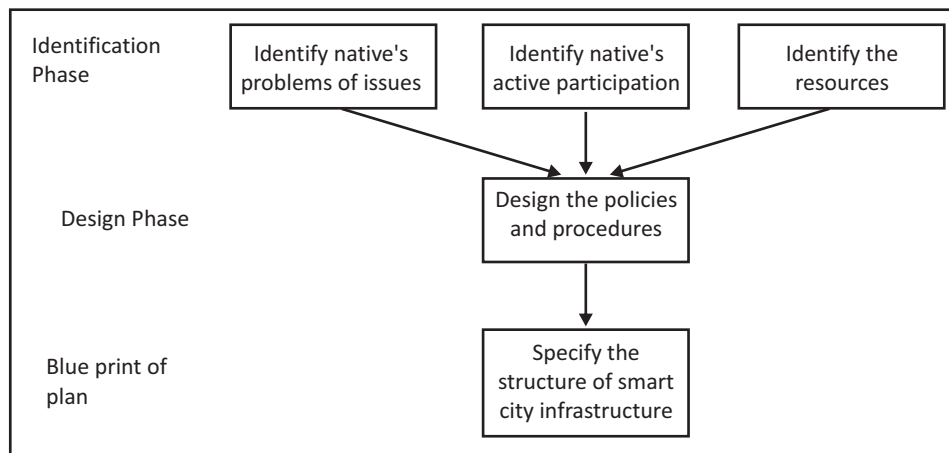 Identification
Phase
Identify native's
problems of issues
Identify native's
active participation
Identify the
resources
Design Phase
Design the policies
and procedures
Blue print of
plan
Specify the
structure of smart
city infrastructure